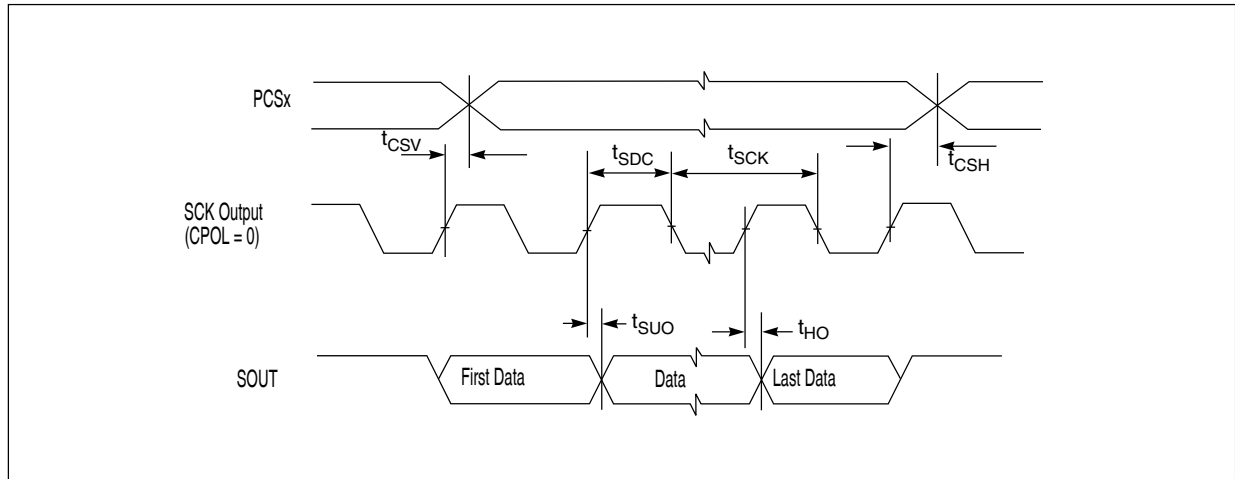 PCSx
tCSV
tSDC
tSCK
tCSH
SCK Output
(CPOL = 0)
tSUO
tHO
SOUT
First Data
Data
Last Data